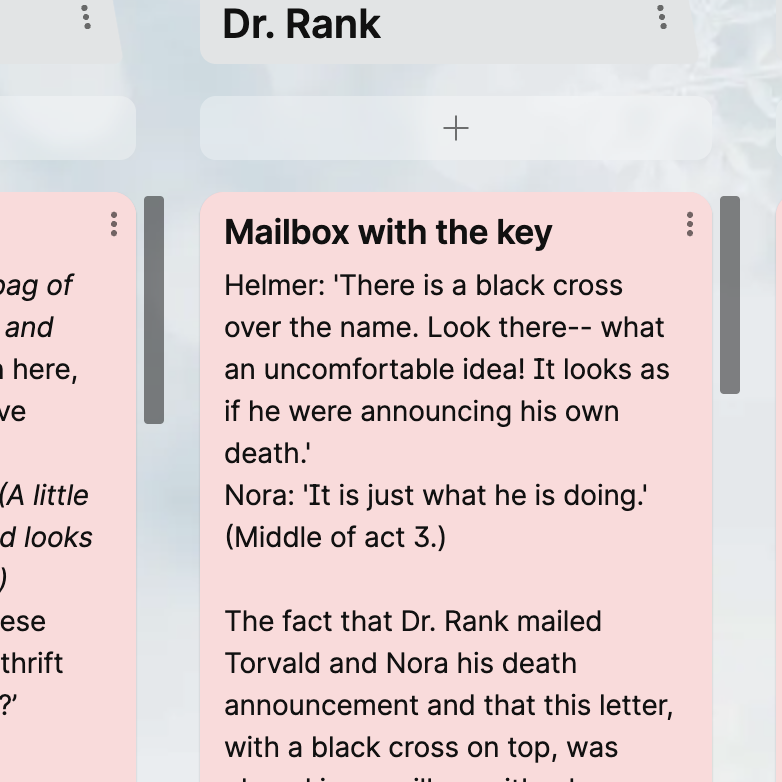 Dr. Rank
Mailbox with the key
Helmer: 'There is a black cross
over the name. Look there-- what
an uncomfortable idea! It looks as
if he were announcing his own
death.'
Nora: 'It is just what he is doing.'
(Middle of act 3.)
The fact that Dr. Rank mailed
Torvald and Nora his death
announcement and that this letter,
with a black cross on top, was
bag of
and
here,
ve
(A little
d looks
)
ese
thrift
?’